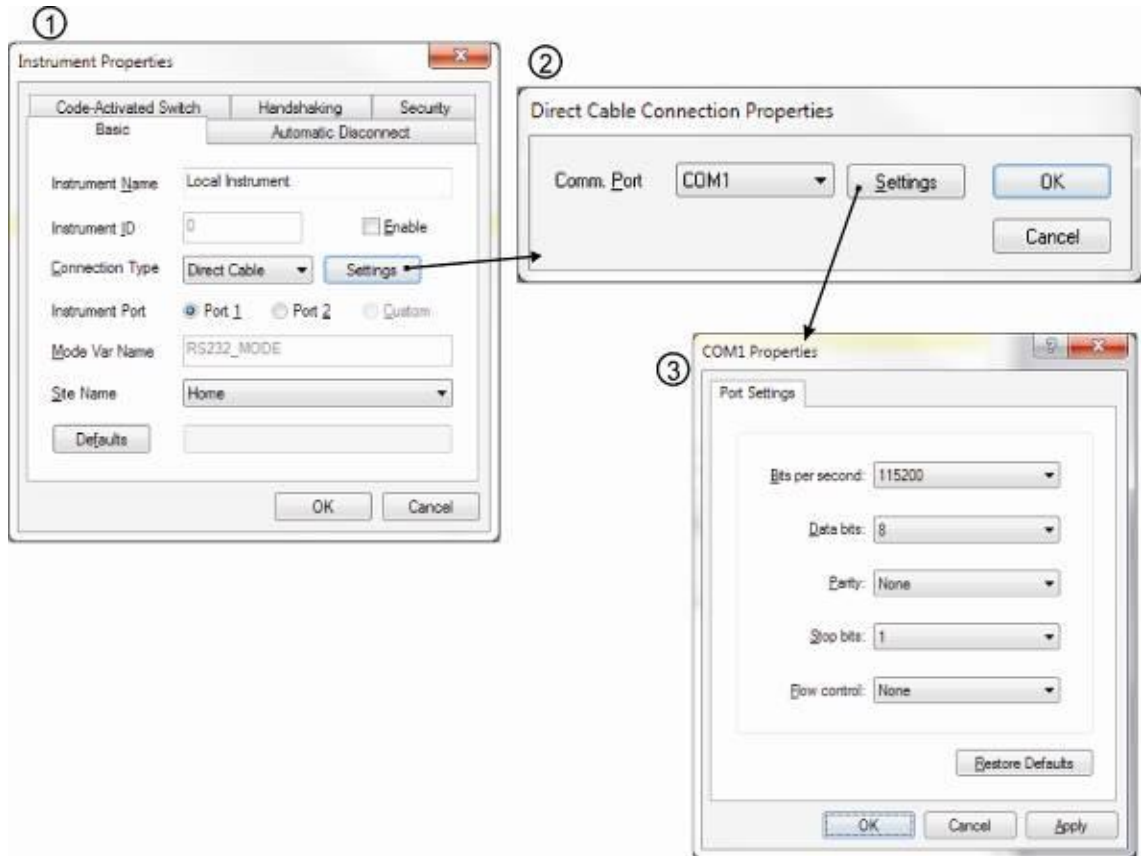 ①
Instrument Properties
Code-Activated Switch Handshaking Security
Basic Automatic Disconnect
Instrument Name Local Instrument
Instrument ID 0 Enable
Connection Type Direct Cable Settings
Instrument Port Port 1 Port 2 Custom
Mode Var Name RS232_MODE
Site Name Home
Defaults
OK Cancel
②
Direct Cable Connection Properties
Comm. Port COM1 Settings OK
Cancel
③
COM1 Properties
Port Settings
Bits per second: 115200
Data bits: 8
Parity: None
Stop bits: 1
Flow control: None
Restore Defaults
OK Cancel Apply